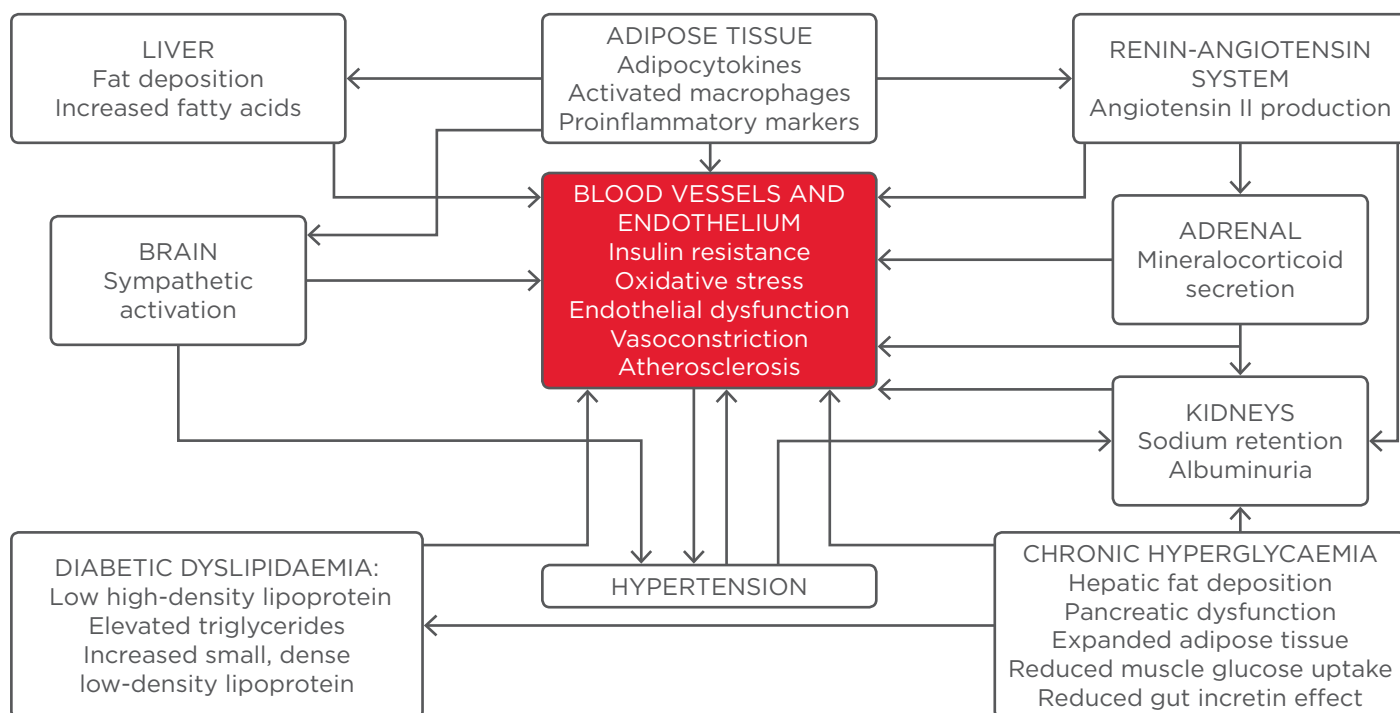 LIVER
Fat deposition
Increased fatty acids
ADIPOSE TISSUE
Adipocytokines
Activated macrophages
Proinflammatory markers
RENIN-ANGIOTENSIN
SYSTEM
Angiotensin II production
BRAIN
Sympathetic
activation
BLOOD VESSELS AND
ENDOTHELIUM
Insulin resistance
Oxidative stress
Endothelial dysfunction
Vasoconstriction
Atherosclerosis
ADRENAL
Mineralocorticoid
secretion
KIDNEYS
Sodium retention
Albuminuria
DIABETIC DYSLIPIDAEMIA:
Low high-density lipoprotein
Elevated triglycerides
Increased small, dense
low-density lipoprotein
HYPERTENSION
CHRONIC HYPERGLYCAEMIA
Hepatic fat deposition
Pancreatic dysfunction
Expanded adipose tissue
Reduced muscle glucose uptake
Reduced gut incretin effect